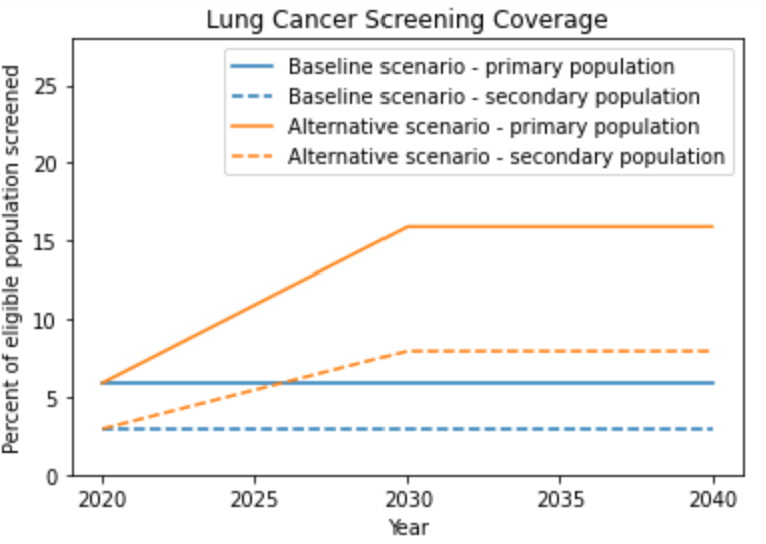 Lung Cancer Screening Coverage
Baseline scenario - primary population
Baseline scenario - secondary population
Alternative scenario - primary population
Alternative scenario - secondary population
Percent of eligible population screened
25
20
15
10
5
0
2020 2025 2030 2035 2040
Year